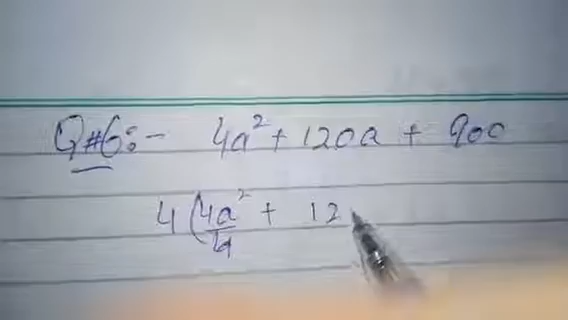 Q#6:- 4a² + 120a + 900
4(4a²/4 + 12